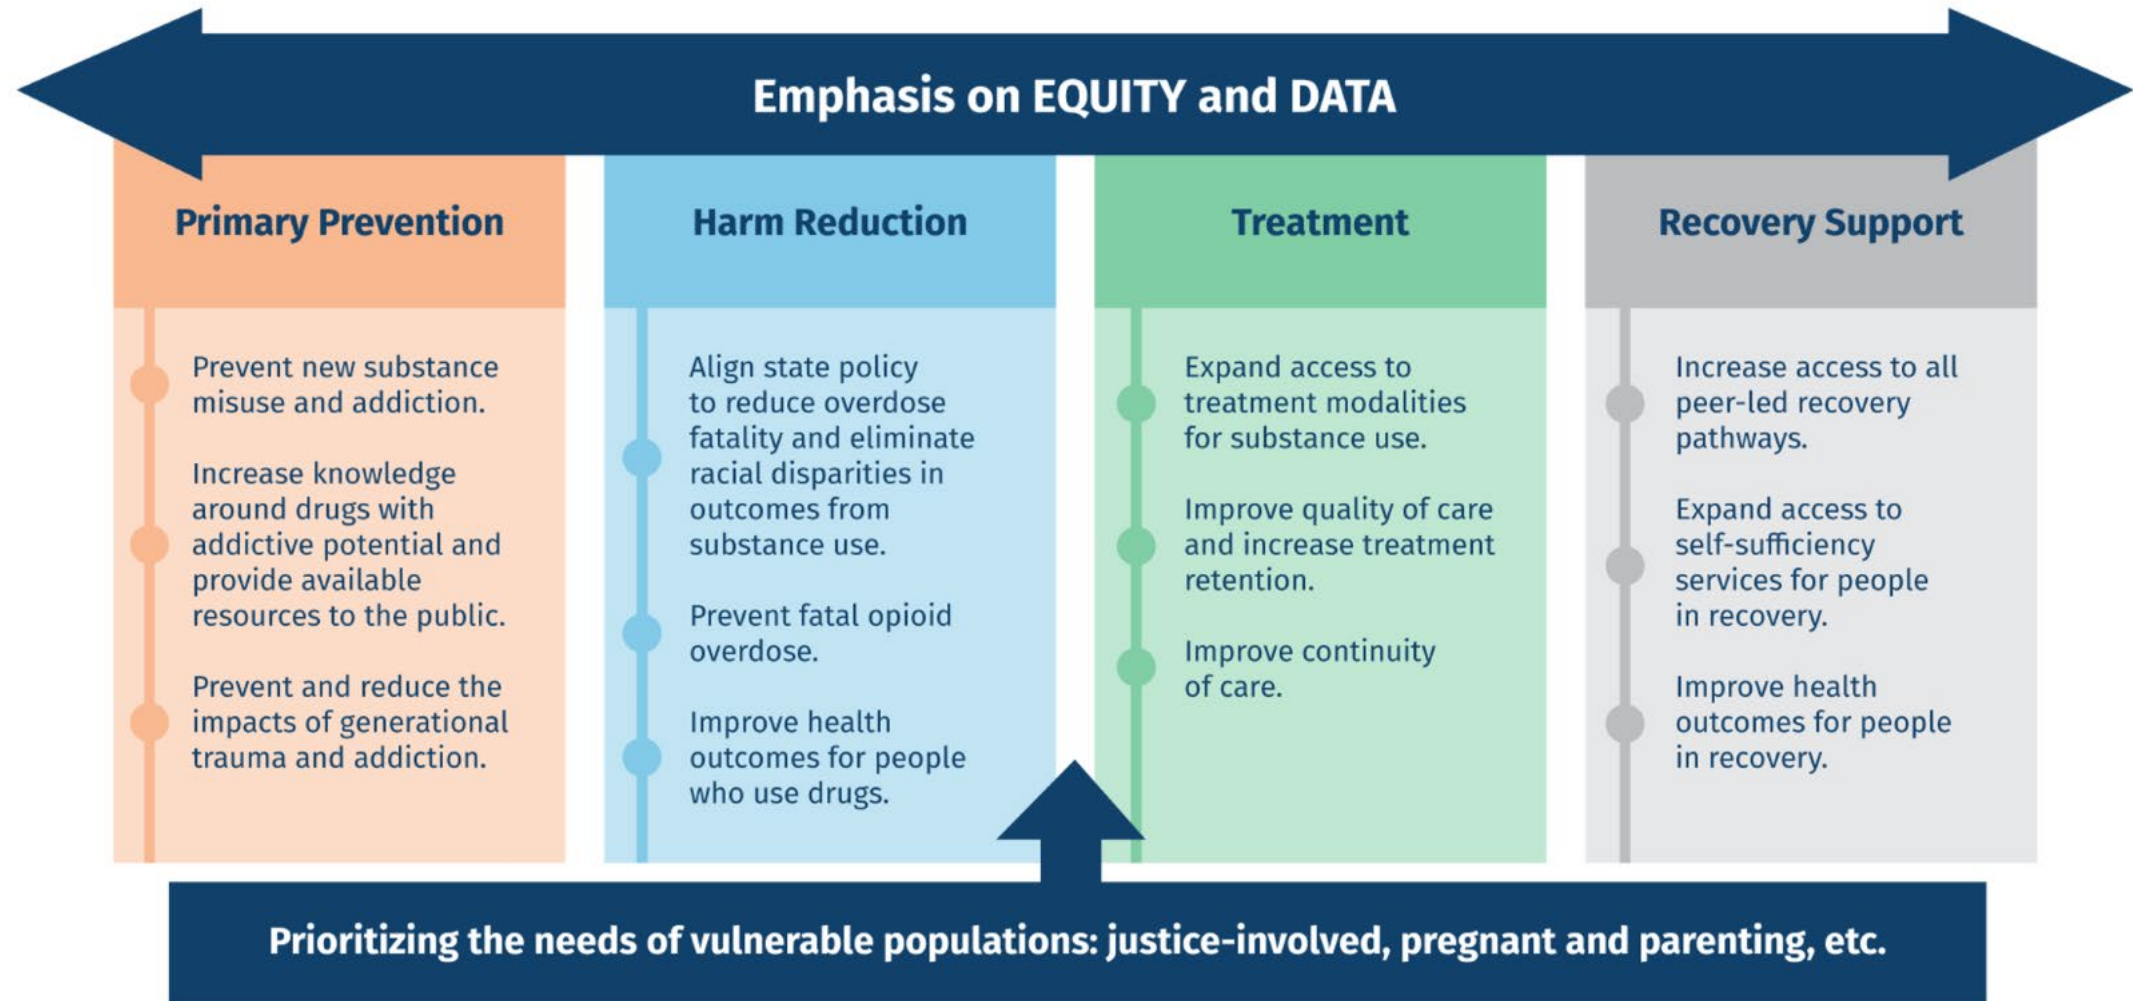 Emphasis on EQUITY and DATA
Primary Prevention
Prevent new substance
misuse and addiction.
Increase knowledge
around drugs with
addictive potential and
provide available
resources to the public.
Prevent and reduce the
impacts of generational
trauma and addiction.
Harm Reduction
Align state policy
to reduce overdose
fatality and eliminate
racial disparities in
outcomes from
substance use.
Prevent fatal opioid
overdose.
Improve health
outcomes for people
who use drugs.
Treatment
Expand access to
treatment modalities
for substance use.
Improve quality of care
and increase treatment
retention.
Improve continuity
of care.
Recovery Support
Increase access to all
peer-led recovery
pathways.
Expand access to
self-sufficiency
services for people
in recovery.
Improve health
outcomes for people
in recovery.
Prioritizing the needs of vulnerable populations: justice-involved, pregnant and parenting, etc.